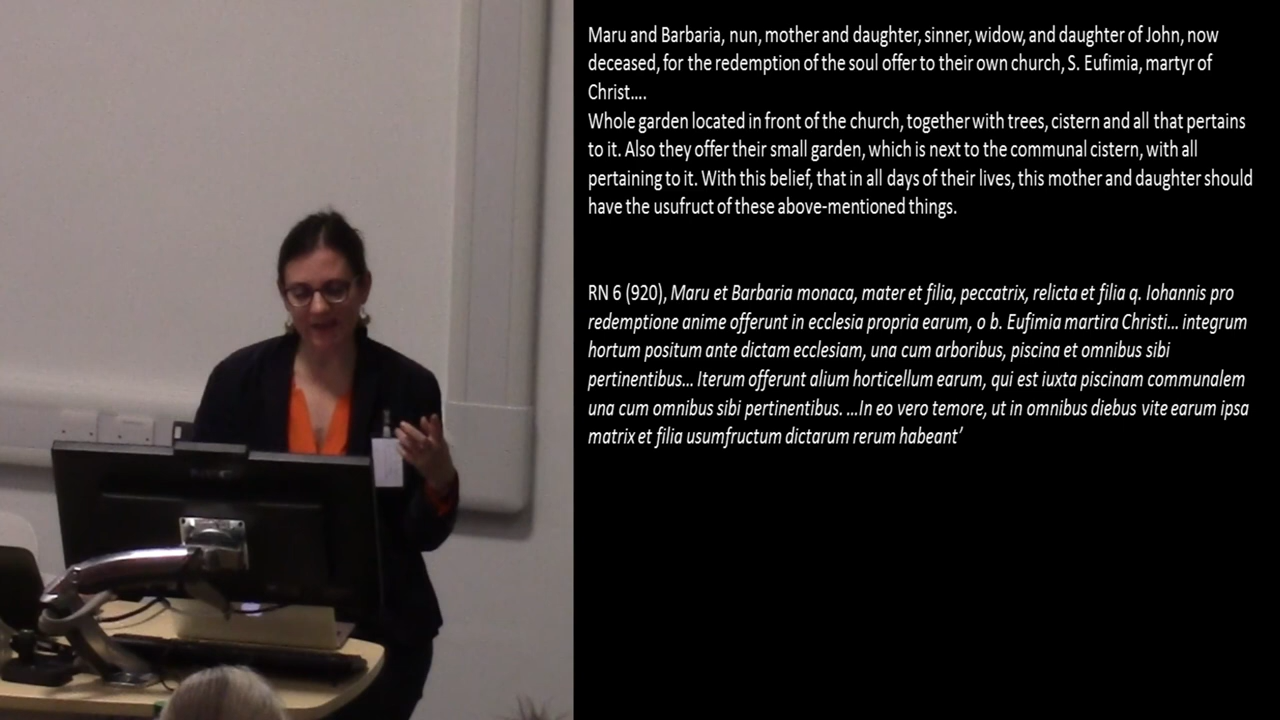 Maru and Barbaria, nun, mother and daughter, sinner, widow, and daughter of John, now
deceased, for the redemption of the soul offer to their own church, S. Eufimia, martyr of
Christ….
Whole garden located in front of the church, together with trees, cistern and all that pertains
to it. Also they offer their small garden, which is next to the communal cistern, with all
pertaining to it. With this belief, that in all days of their lives, this mother and daughter should
have the usufruct of these above-mentioned things.
RN 6 (920), Maru et Barbaria monaca, mater et filia, peccatrix, relicta et filia q. Iohannis pro
redemptione anime offerunt in ecclesia propria earum, o b. Eufimia martira Christi… integrum
hortum positum ante dictam ecclesiam, una cum arboribus, piscina et omnibus sibi
pertinentibus… Iterum offerunt alium horticellum earum, qui est iuxta piscinam communalem
una cum omnibus sibi pertinentibus. …In eo vero temore, ut in omnibus diebus vite earum ipsa
matrix et filia usumfructum dictarum rerum habeant’